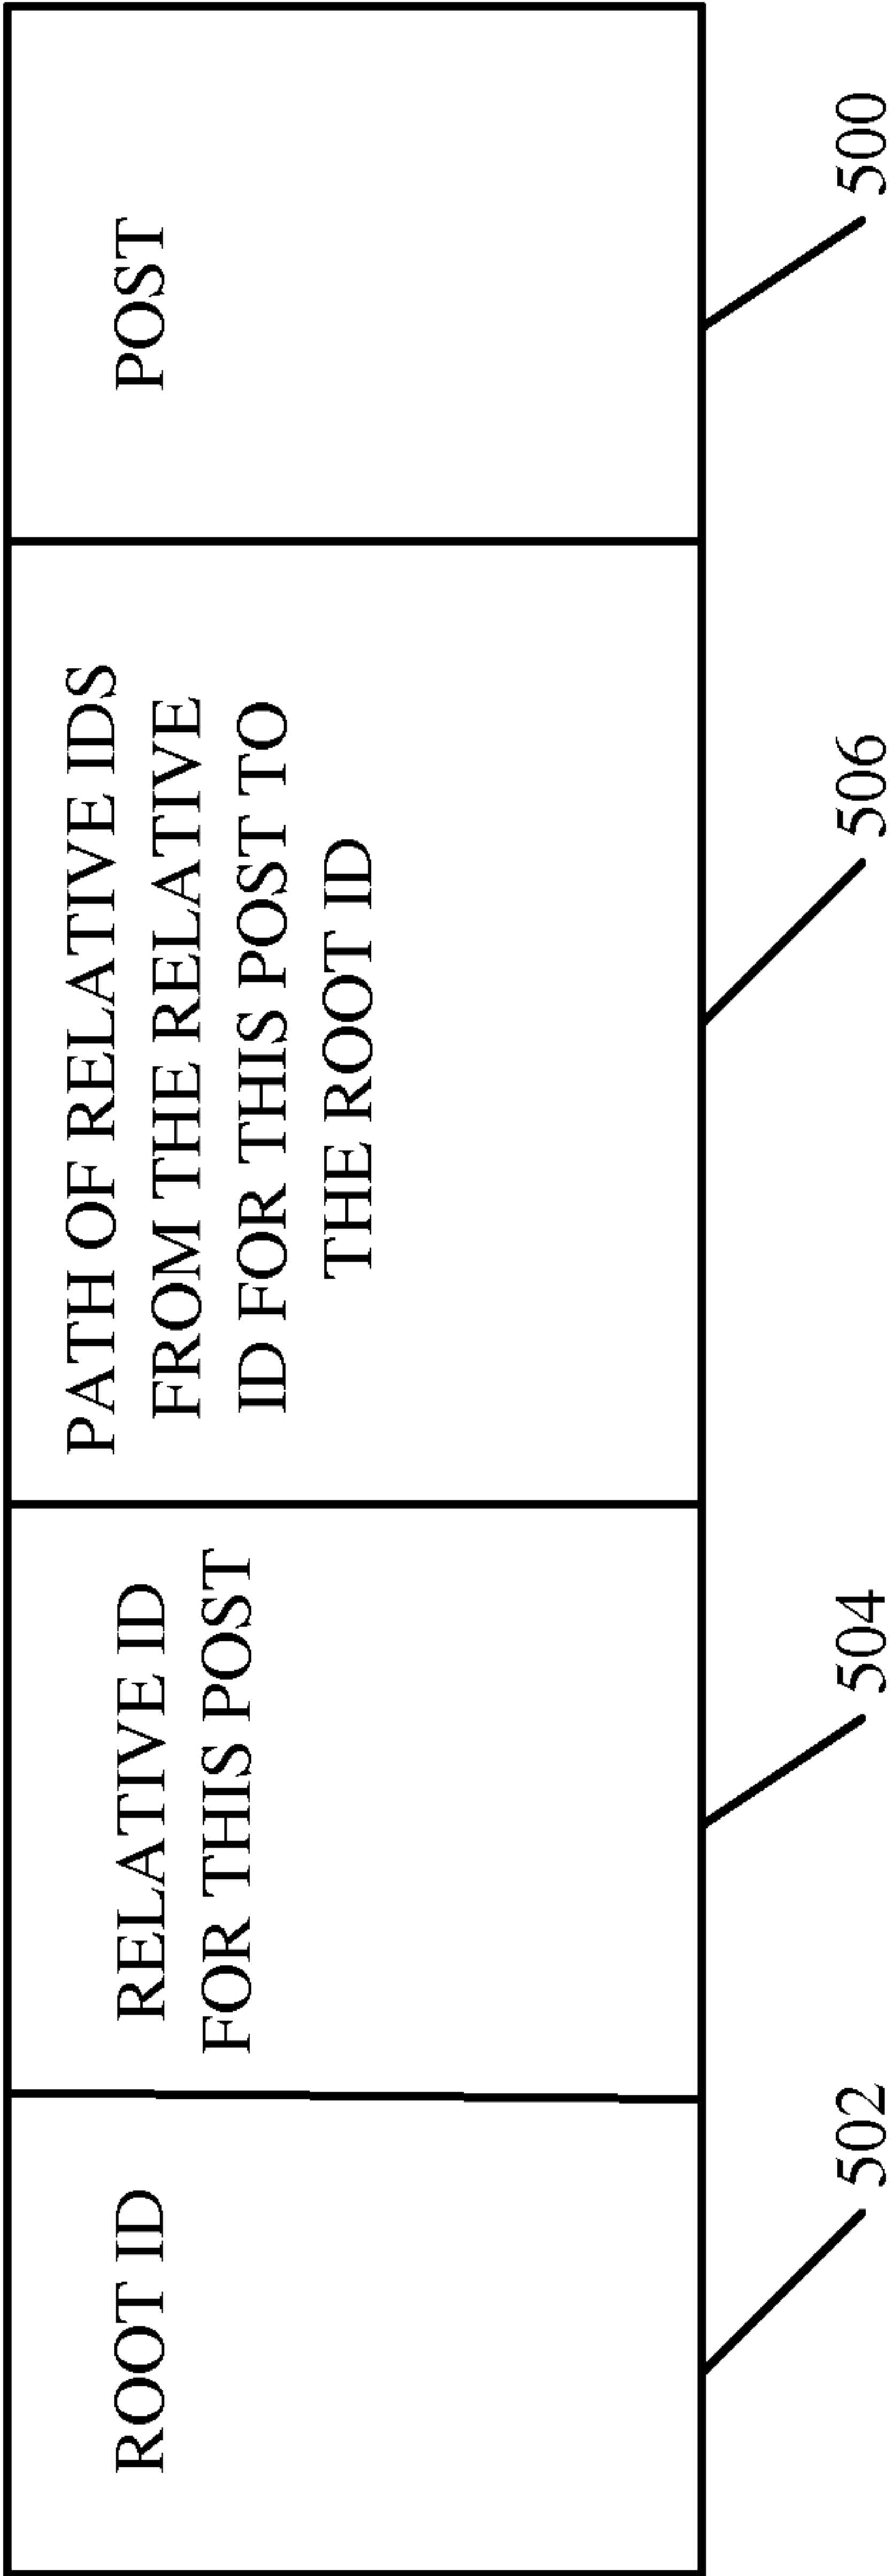 ROOT ID
RELATIVE ID
FOR THIS POST
PATH OF RELATIVE IDS
FROM THE RELATIVE
ID FOR THIS POST TO
THE ROOT ID
POST
502
504
506
500